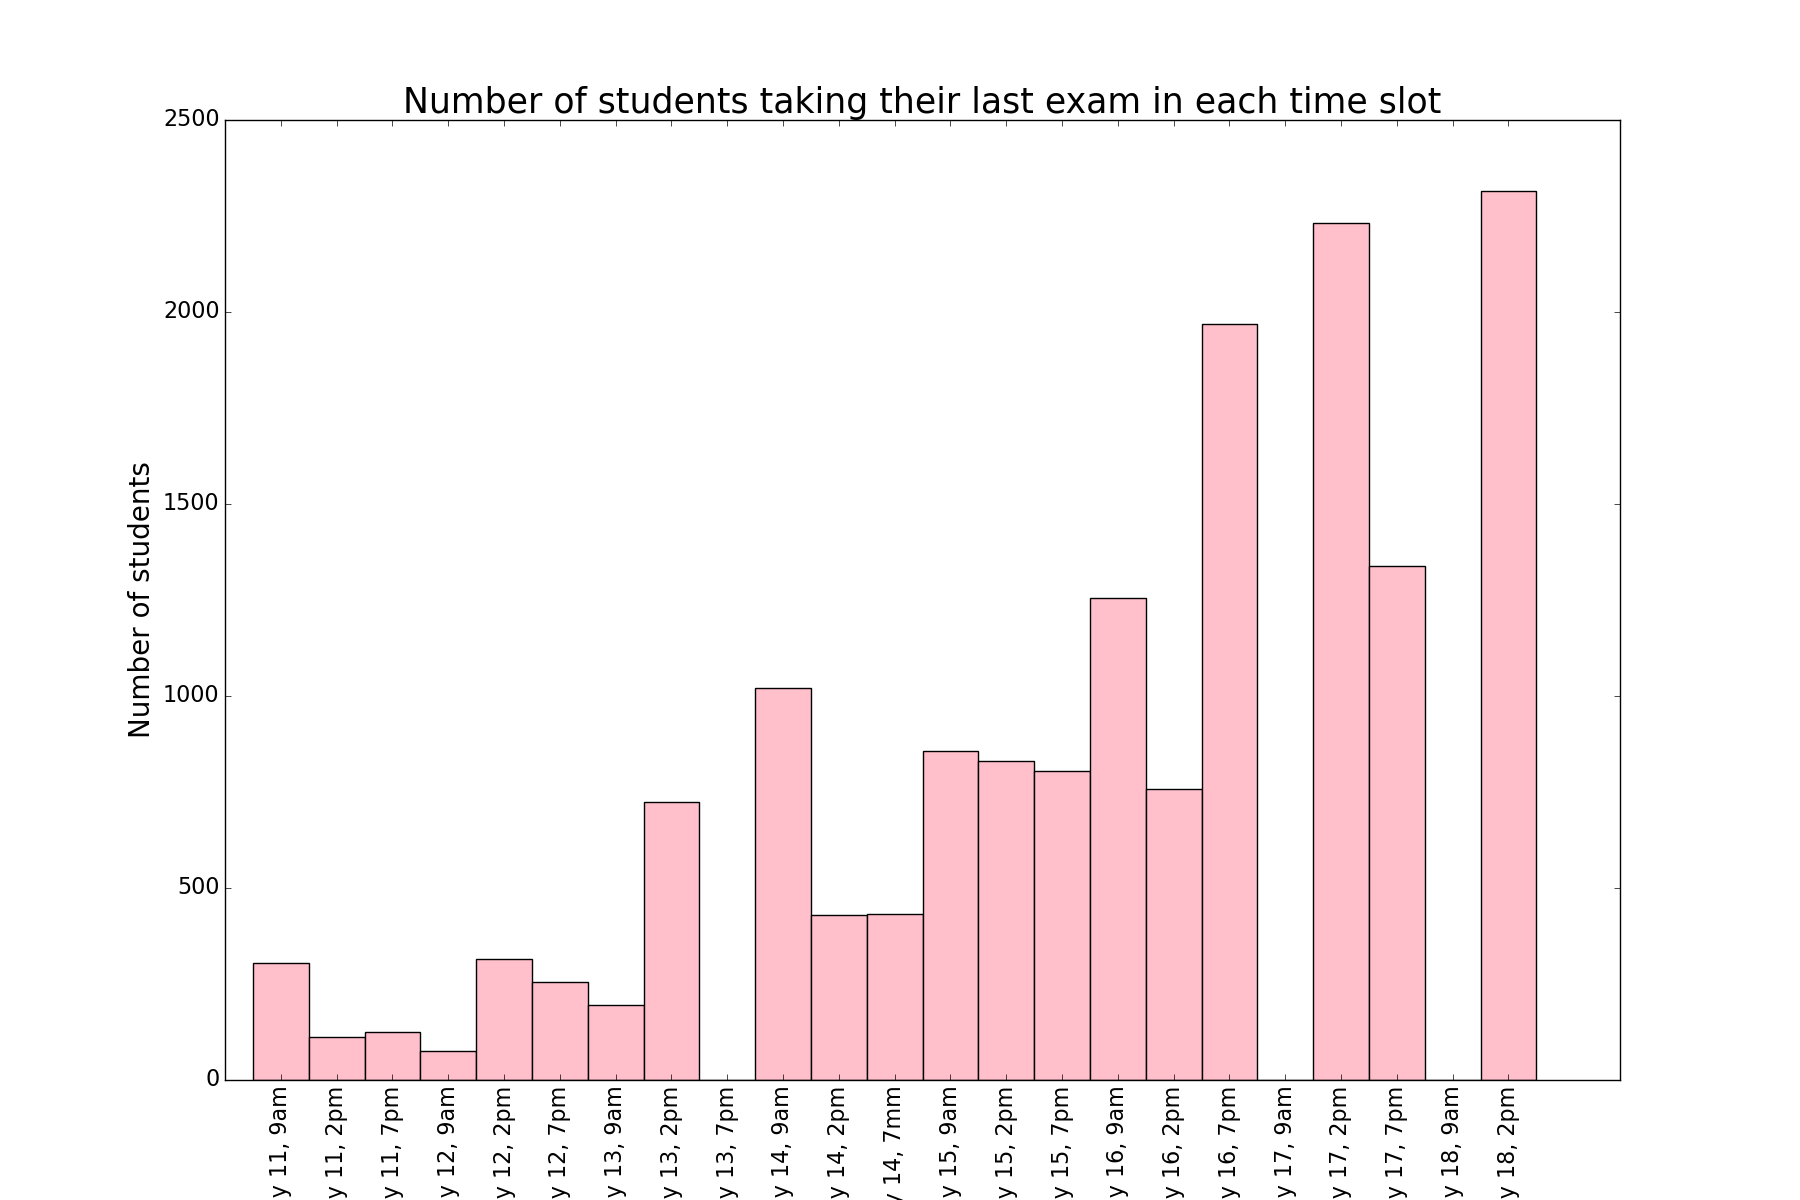 Number of students taking their last exam in each time slot
Number of students
2500
2000
1500
1000
500
0
y 11, 9am
y 11, 2pm
y 11, 7pm
y 12, 9am
y 12, 2pm
y 12, 7pm
y 13, 9am
y 13, 2pm
y 13, 7pm
y 14, 9am
y 14, 2pm
y 14, 7mm
y 15, 9am
y 15, 2pm
y 15, 7pm
y 16, 9am
y 16, 2pm
y 16, 7pm
y 17, 9am
y 17, 2pm
y 17, 7pm
y 18, 9am
y 18, 2pm